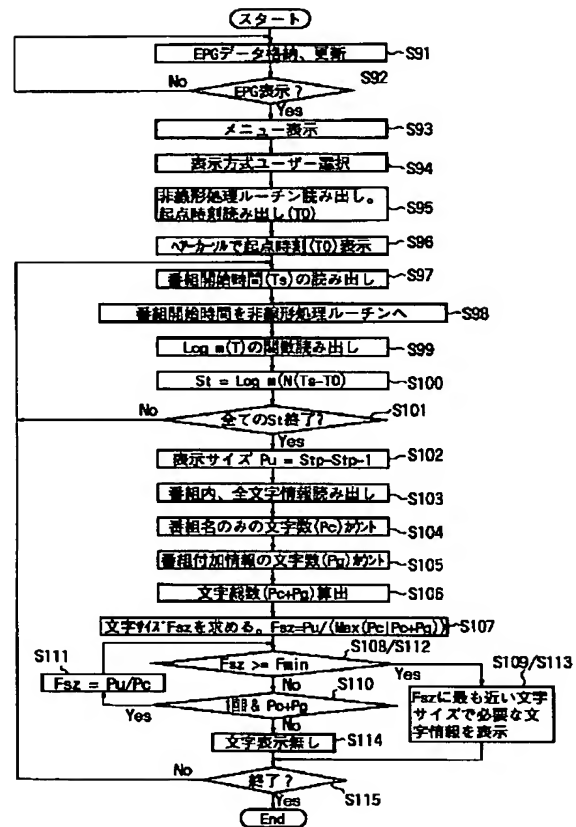 スタート
EPGデータ格納、更新
S91
No
S92
EPG表示?
Yes
メニュー表示
S93
表示方式ユーザー選択
S94
非線形処理ルーチン読み出し。
起点時刻読み出し(T0)
S95
ヘアーカーソルで起点時刻(T0)表示
S96
番組開始時間(Ts)の読み出し
S97
番組開始時間を非線形処理ルーチンへ
S98
Log m(T)の関数読み出し
S99
St = Log m(N(Ts-T0)
S100
No
全てのSt終了?
S101
Yes
表示サイズ Pu = Stp-Stp-1
S102
番組内、全文字情報読み出し
S103
番組名のみの文字数(Pc)カウント
S104
番組付加情報の文字数(Pg)カウント
S105
文字総数(Pc+Pg)算出
S106
文字サイズFszを求める。Fsz=Pu/(Max(Pc|Pc+Pg))
S107
S111
S108/S112
Fsz = Pu/Pc
Fsz >= Fmin
Yes
S109/S113
No
S110
Yes
1回 & Pc+Pg
Fszに最も近い文字
サイズで必要な文
字情報を表示
No
文字表示無し
S114
No
終了?
S115
Yes
End